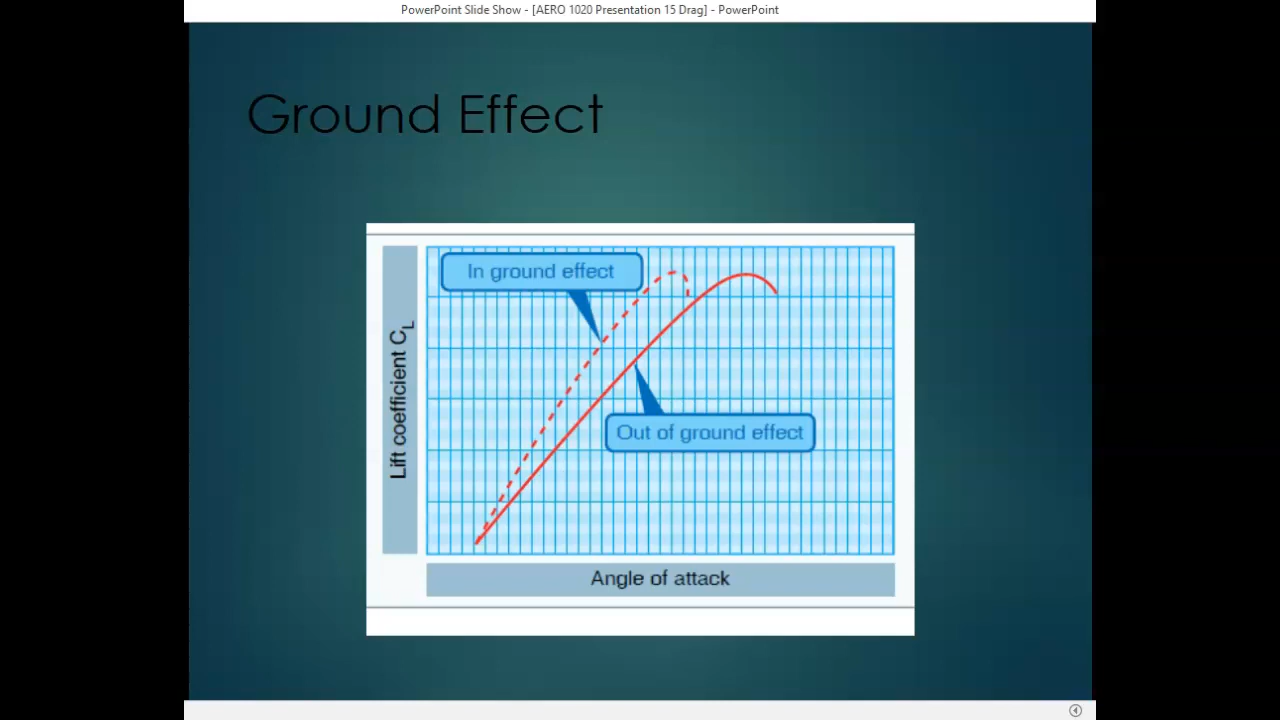 PowerPoint Slide Show - [AERO 1020 Presentation 15 Drag] - PowerPoint
Ground Effect
In ground effect
Lift coefficient CL
Out of ground effect
Angle of attack